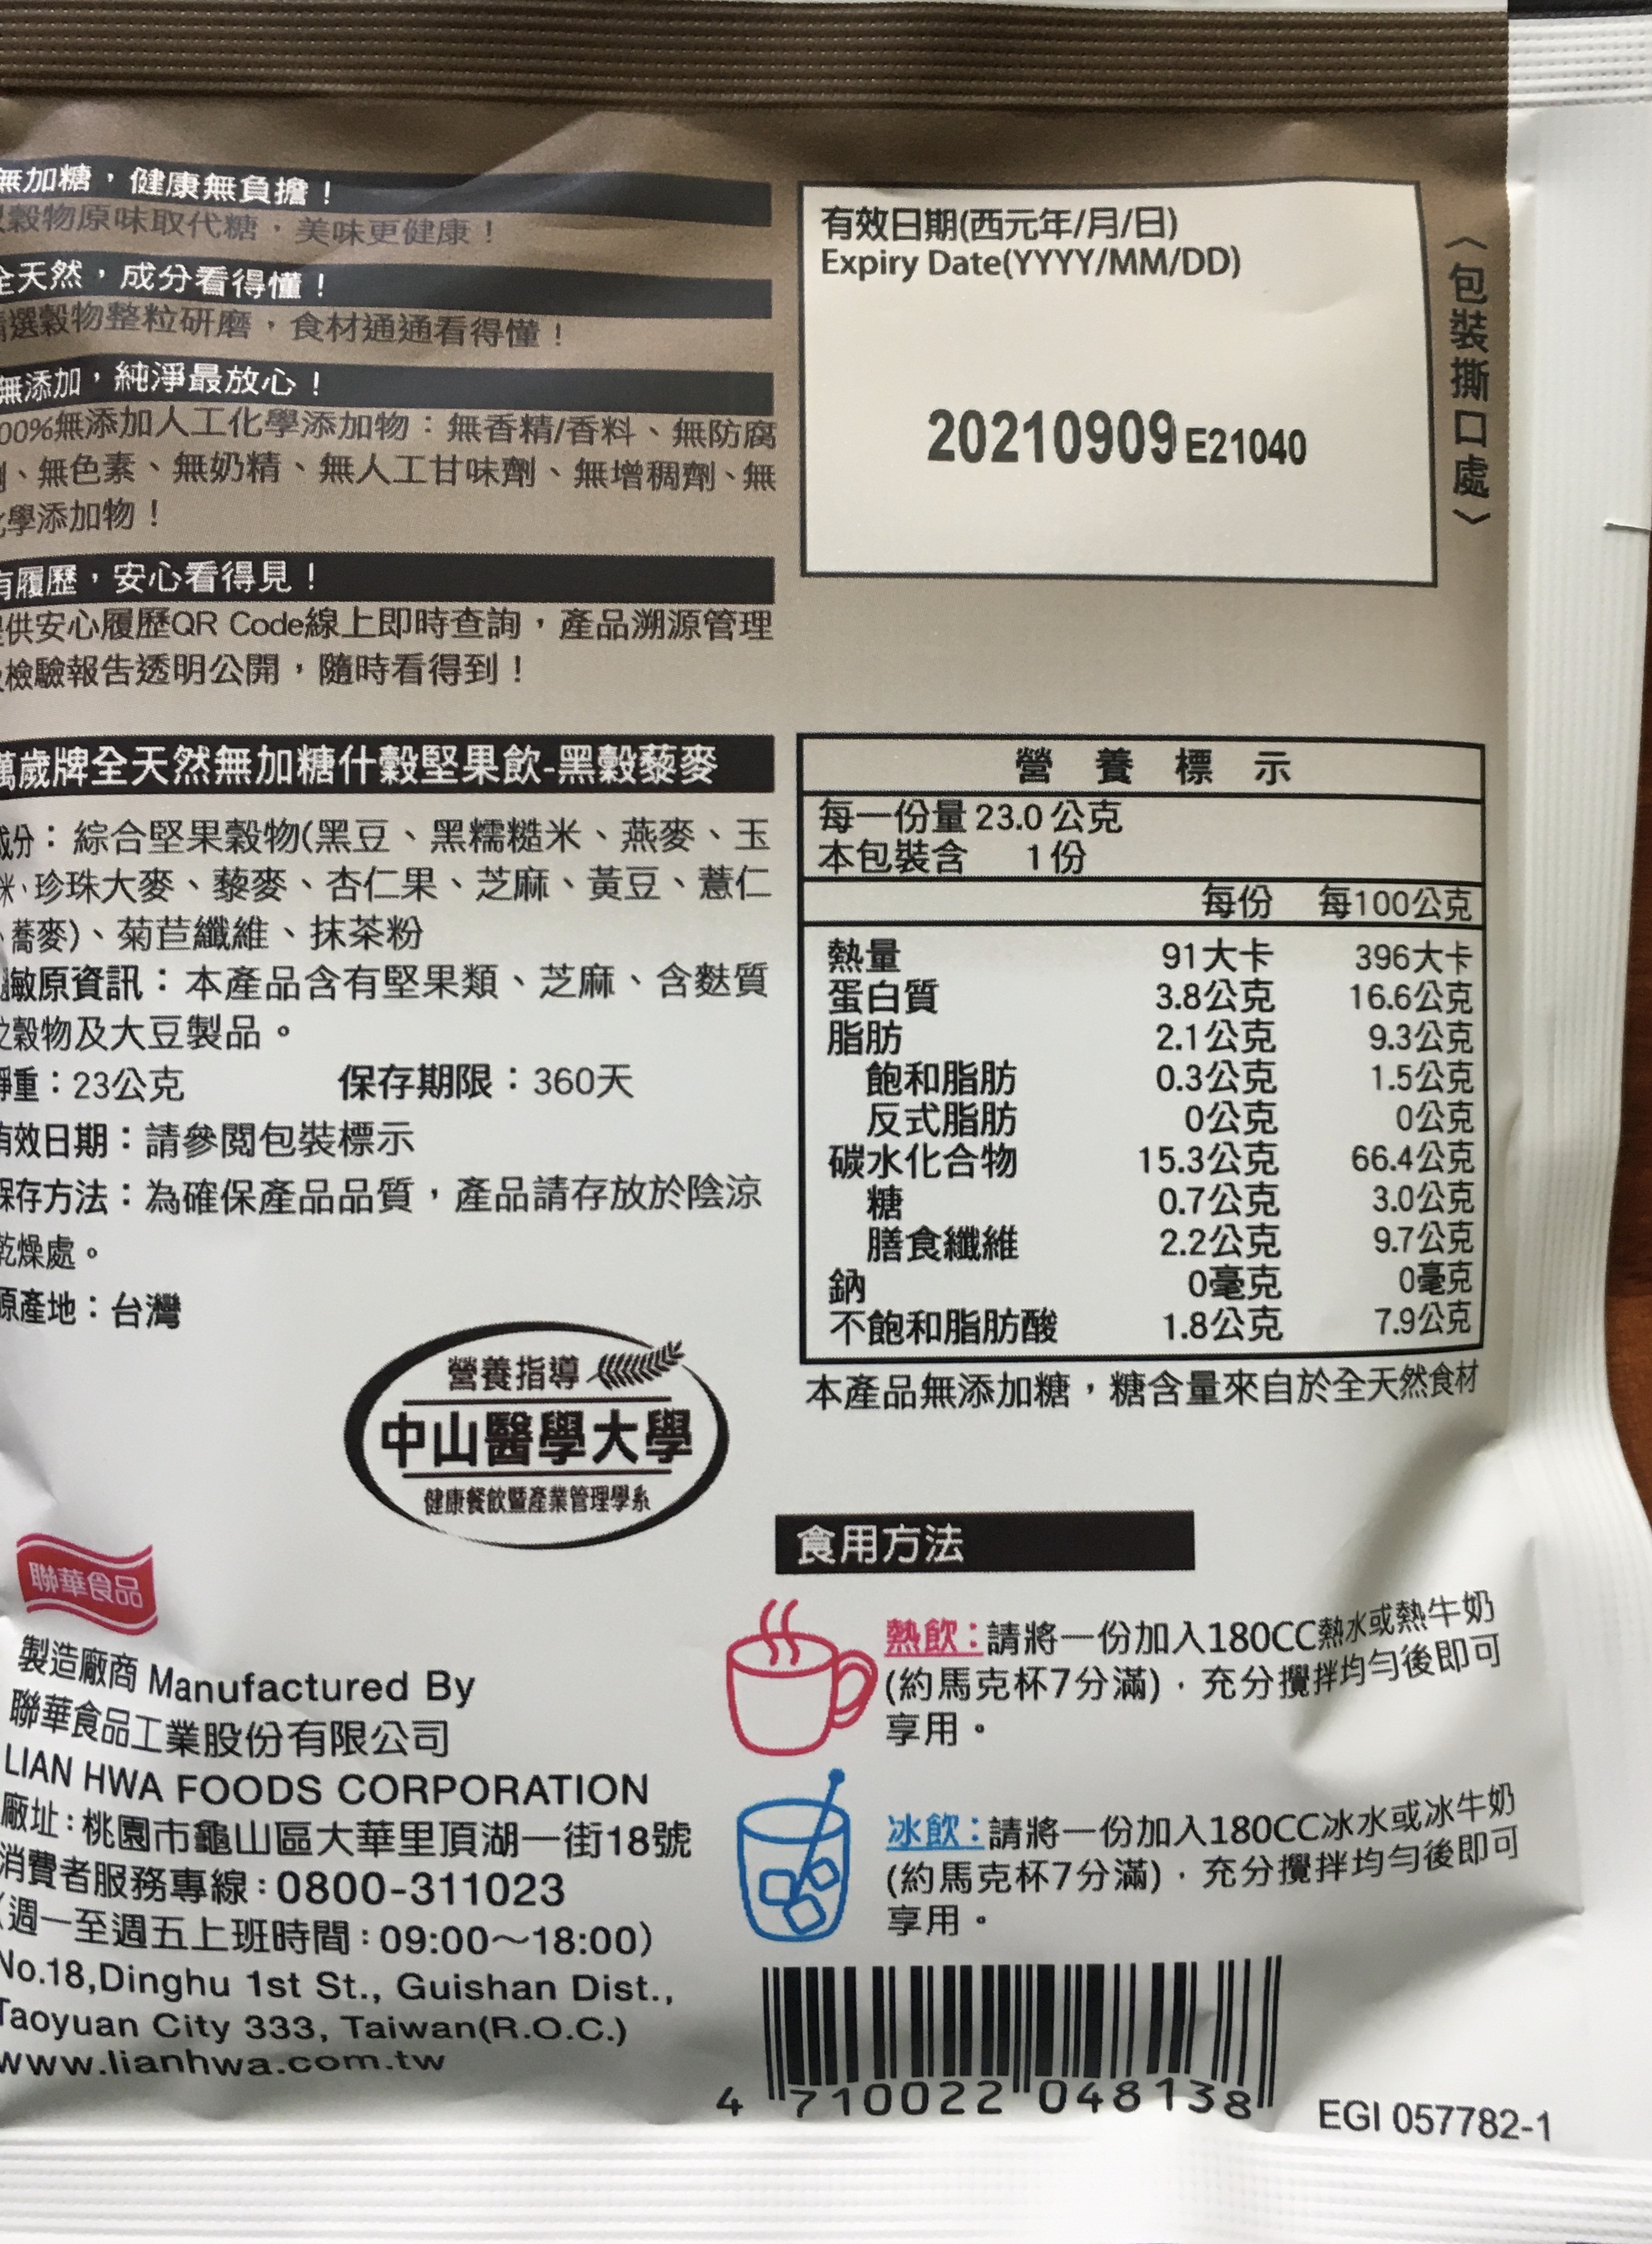 無加糖，健康無負擔！
穀物原味取代糖，美味更健康！
全天然，成分看得懂！
選穀物整粒研磨，食材通通看得懂！
無添加，純淨最放心！
00%無添加人工化學添加物：無香精/香料、無防腐
、無色素、無奶精、無人工甘味劑、無增稠劑、無
學添加物！
有履歷，安心看得見！
供安心履歷QR Code線上即時查詢，產品溯源管理
檢驗報告透明公開，隨時看得到！
萬歲牌全天然無加糖什穀堅果飲-黑穀藜麥
成分：綜合堅果穀物(黑豆、黑糯糙米、燕麥、玉
米、珍珠大麥、藜麥、杏仁果、芝麻、黃豆、薏仁
、蕎麥)、菊苣纖維、抹茶粉
敏原資訊：本產品含有堅果類、芝麻、含麩質
之穀物及大豆製品。
淨重：23公克 保存期限：360天
有效日期：請參閱包裝標示
保存方法：為確保產品品質，產品請存放於陰涼
乾燥處。
原產地：台灣
營養指導
中山醫學大學
健康餐飲暨產業管理學系
聯華食品
製造廠商 Manufactured By
聯華食品工業股份有限公司
LIAN HWA FOODS CORPORATION
廠址：桃園市龜山區大華里頂湖一街18號
消費者服務專線：0800-311023
(週一至週五上班時間：09:00～18:00)
No.18,Dinghu 1st St., Guishan Dist.,
Taoyuan City 333, Taiwan(R.O.C.)
www.lianhwa.com.tw
有效日期(西元年/月/日)
Expiry Date(YYYY/MM/DD)
20210909 E21040
〈包裝撕口處〉
營養標示
每一份量 23.0 公克
本包裝含 1 份
每份 每100公克
熱量 91大卡 396大卡
蛋白質 3.8公克 16.6公克
脂肪 2.1公克 9.3公克
飽和脂肪 0.3公克 1.5公克
反式脂肪 0公克 0公克
碳水化合物 15.3公克 66.4公克
糖 0.7公克 3.0公克
膳食纖維 2.2公克 9.7公克
鈉 0毫克 0毫克
不飽和脂肪酸 1.8公克 7.9公克
本產品無添加糖，糖含量來自於全天然食材
食用方法
熱飲：請將一份加入180CC熱水或熱牛奶
(約馬克杯7分滿)，充分攪拌均勻後即可
享用。
冰飲：請將一份加入180CC冰水或冰牛奶
(約馬克杯7分滿)，充分攪拌均勻後即可
享用。
4 710022 048138
EGI 057782-1